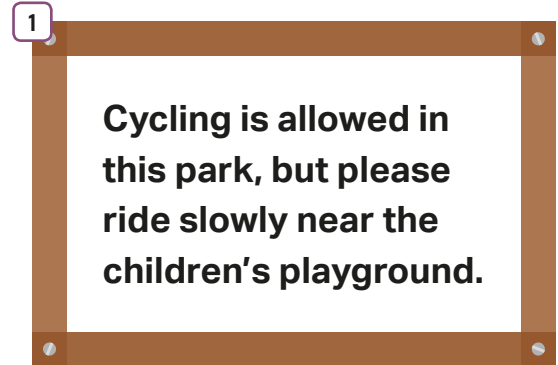 1
Cycling is allowed in
this park, but please
ride slowly near the
children's playground.